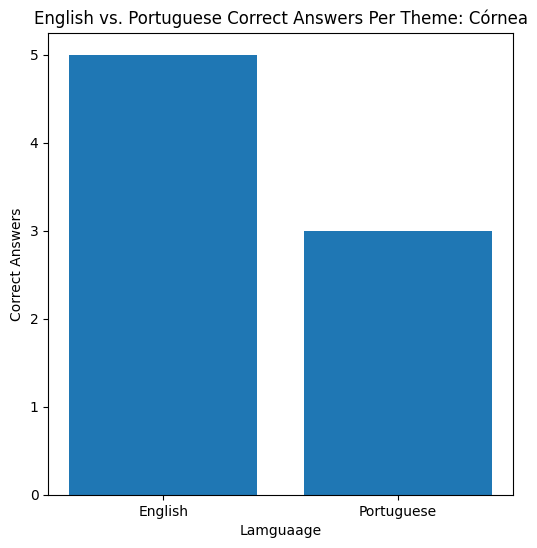 English vs. Portuguese Correct Answers Per Theme: Córnea
5
4
3
2
1
0
Correct Answers
English
Portuguese
Lamguaage